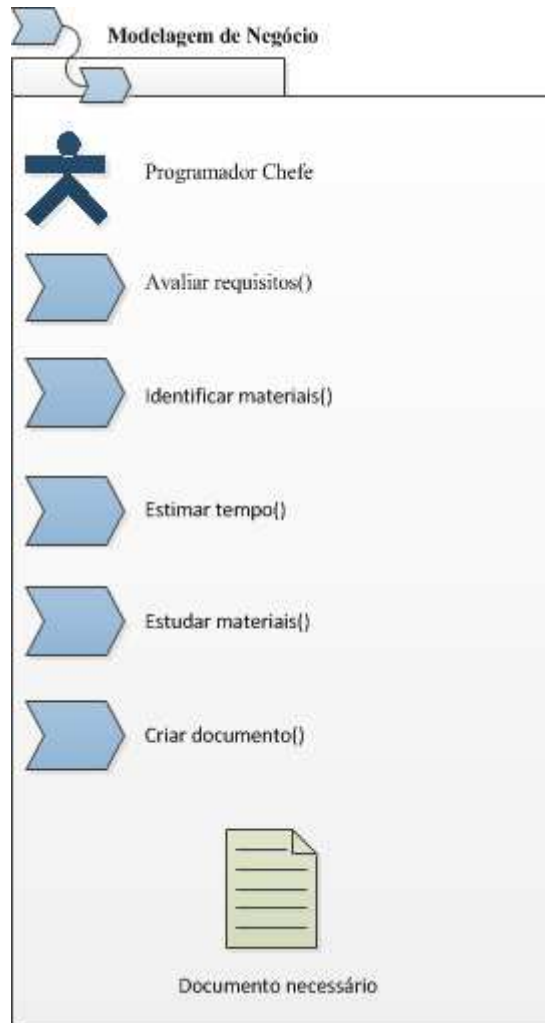 Modelagem de Negócio
Programador Chefe
Avaliar requisitos()
Identificar materiais()
Estimar tempo()
Estudar materiais()
Criar documento()
Documento necessário